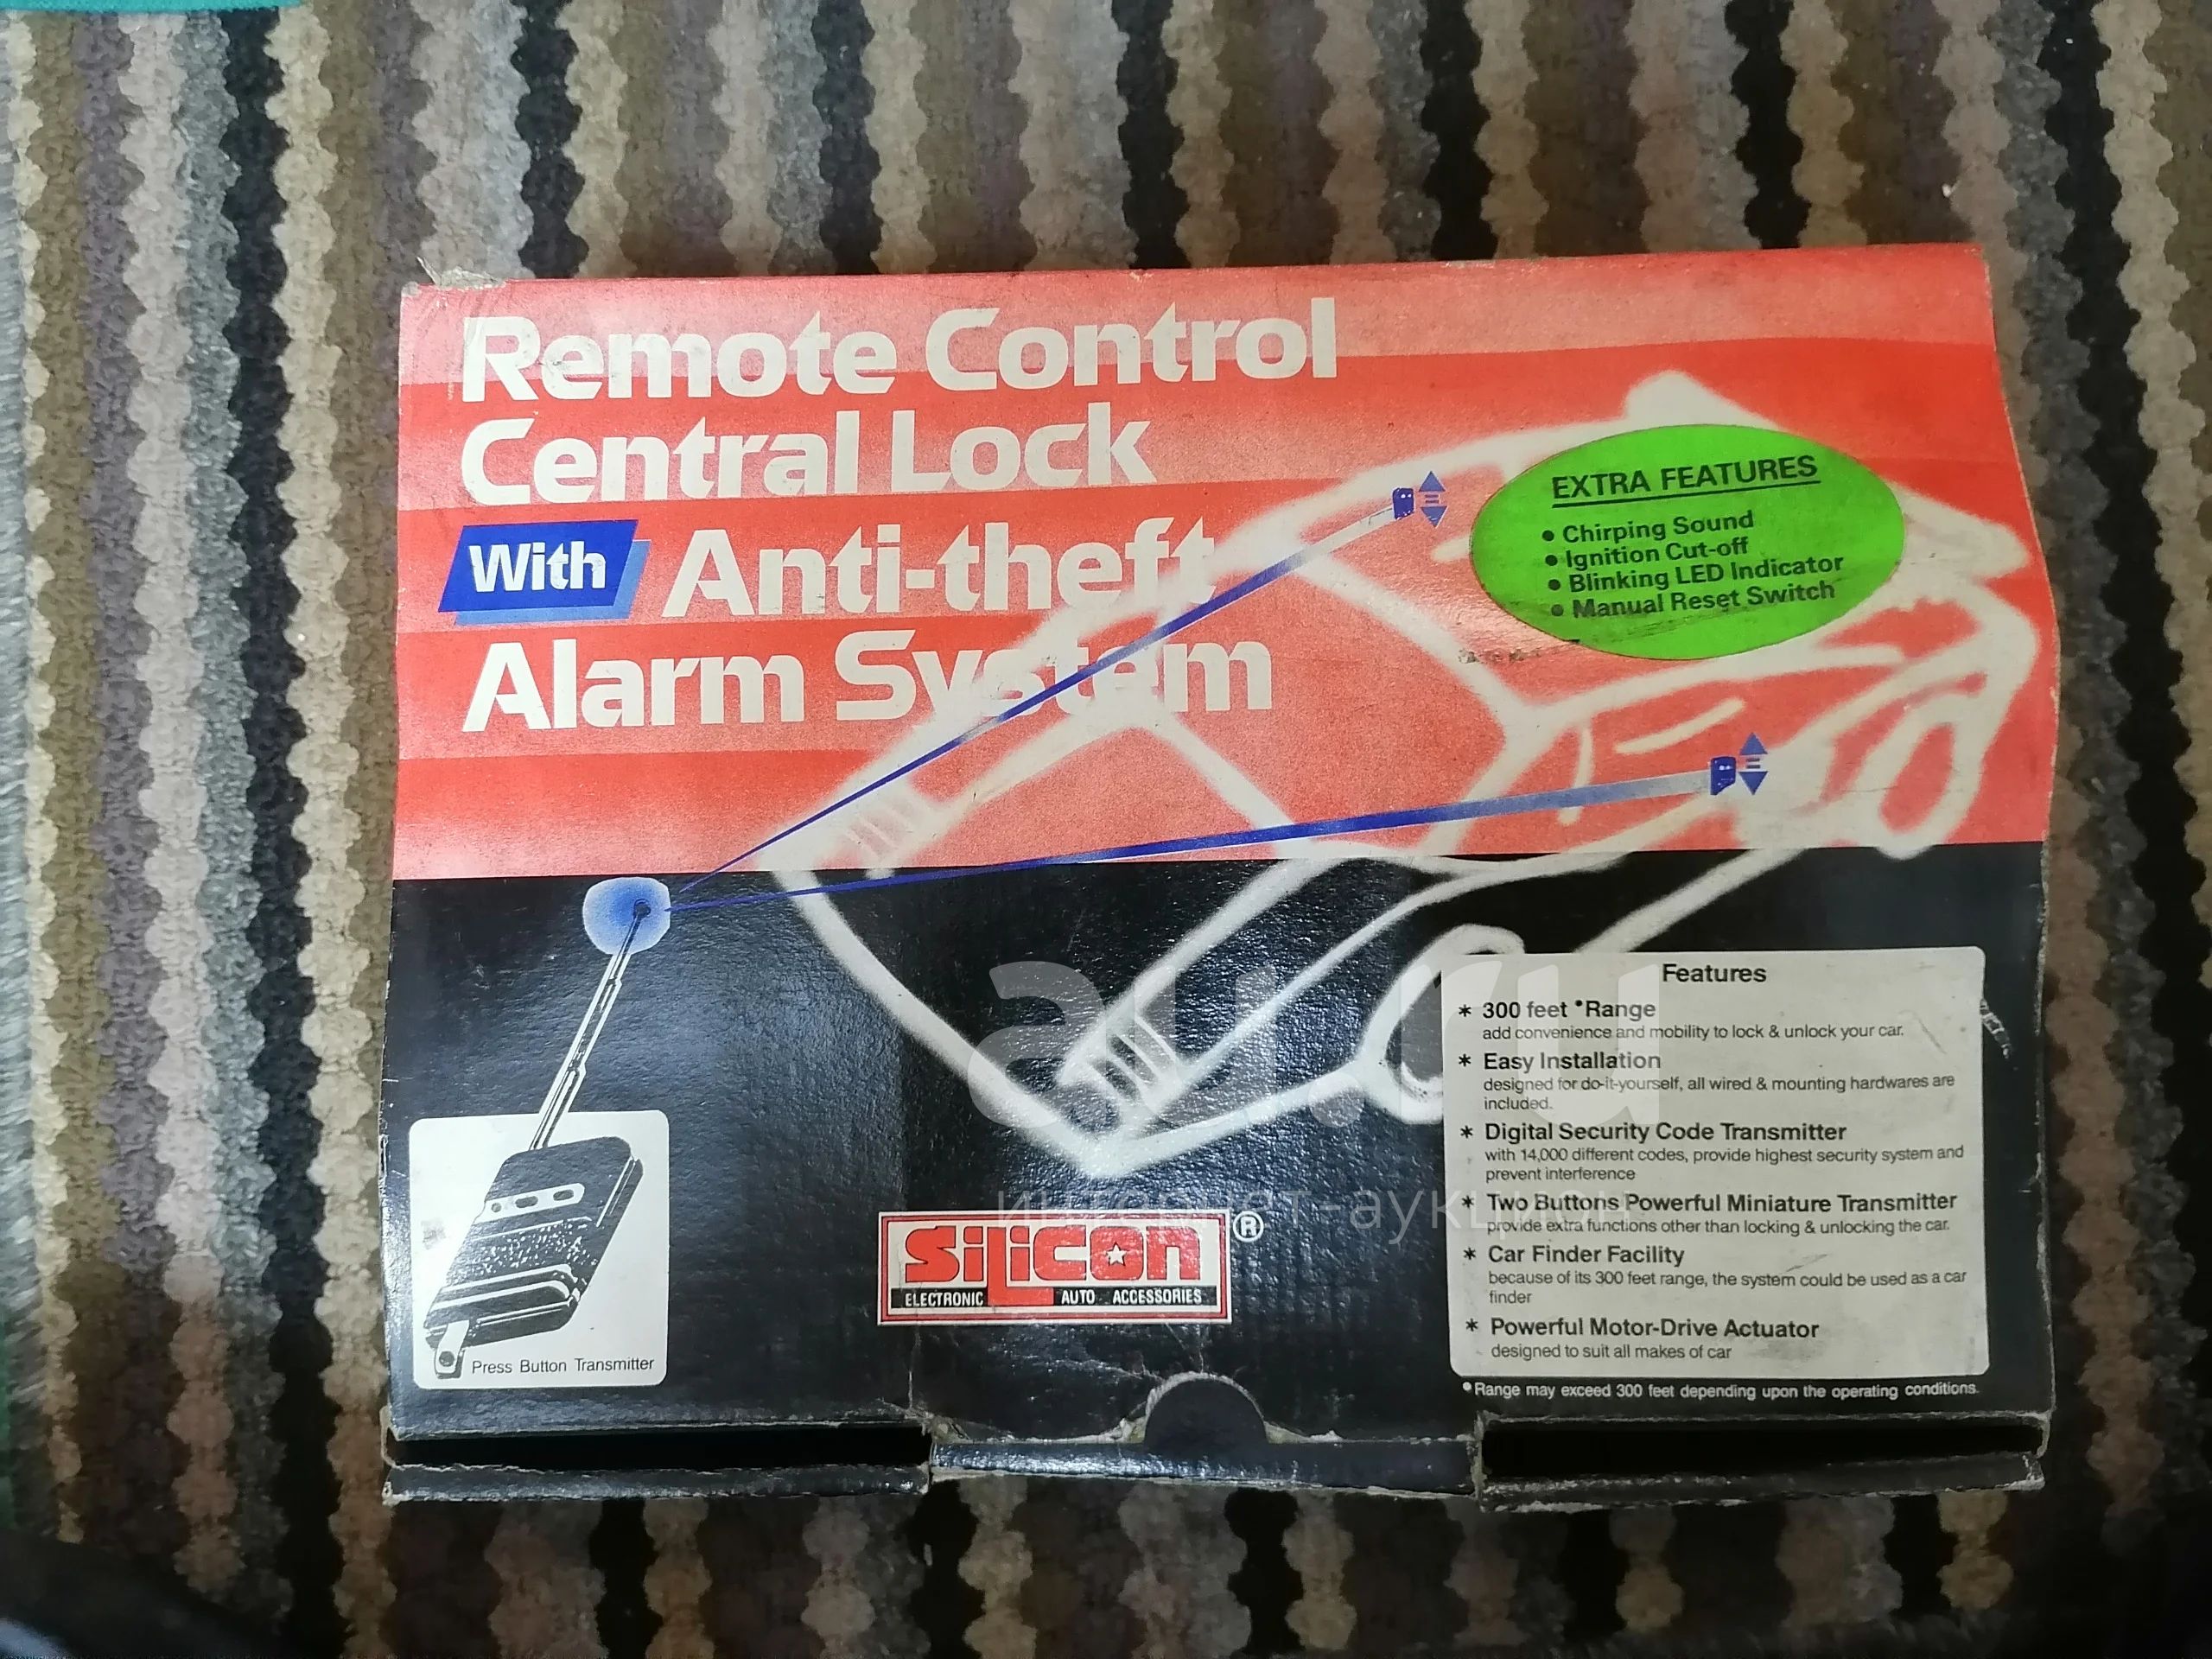 Remote Control
Central Lock
With Anti-theft
Alarm System
EXTRA FEATURES
• Chirping Sound
• Ignition Cut-off
• Blinking LED Indicator
• Manual Reset Switch
Features
* 300 feet •Range
add convenience and mobility to lock & unlock your car.
* Easy Installation
designed for do-it-yourself, all wired & mounting hardwares are
included.
* Digital Security Code Transmitter
with 14,000 different codes, provide highest security system and
prevent interference
* Two Buttons Powerful Miniature Transmitter
provide extra functions other than locking & unlocking the car.
* Car Finder Facility
because of its 300 feet range, the system could be used as a car
finder
* Powerful Motor-Drive Actuator
designed to suit all makes of car
•Range may exceed 300 feet depending upon the operating conditions.
Press Button Transmitter
SiLicon ®
ELECTRONIC AUTO ACCESSORIES
au.ru
интернет-аукцион